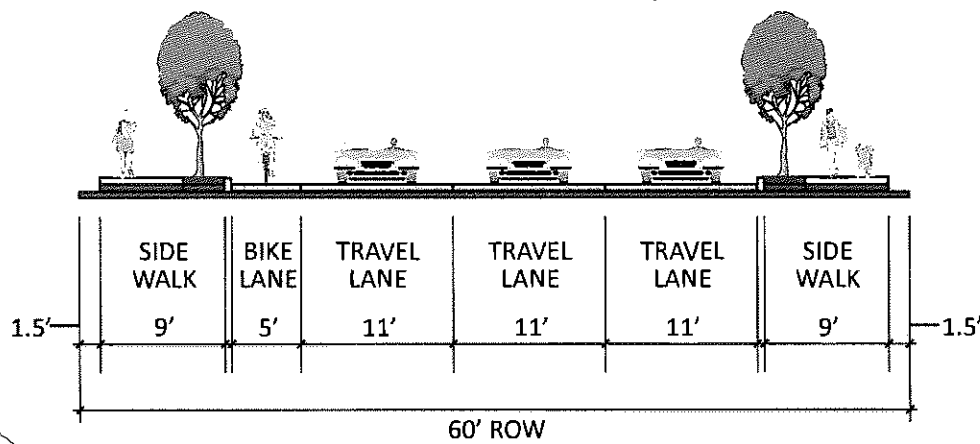 SIDE WALK
BIKE LANE
TRAVEL LANE
TRAVEL LANE
TRAVEL LANE
SIDE WALK
1.5' 9' 5' 11' 11' 11' 9' 1.5'
60' ROW